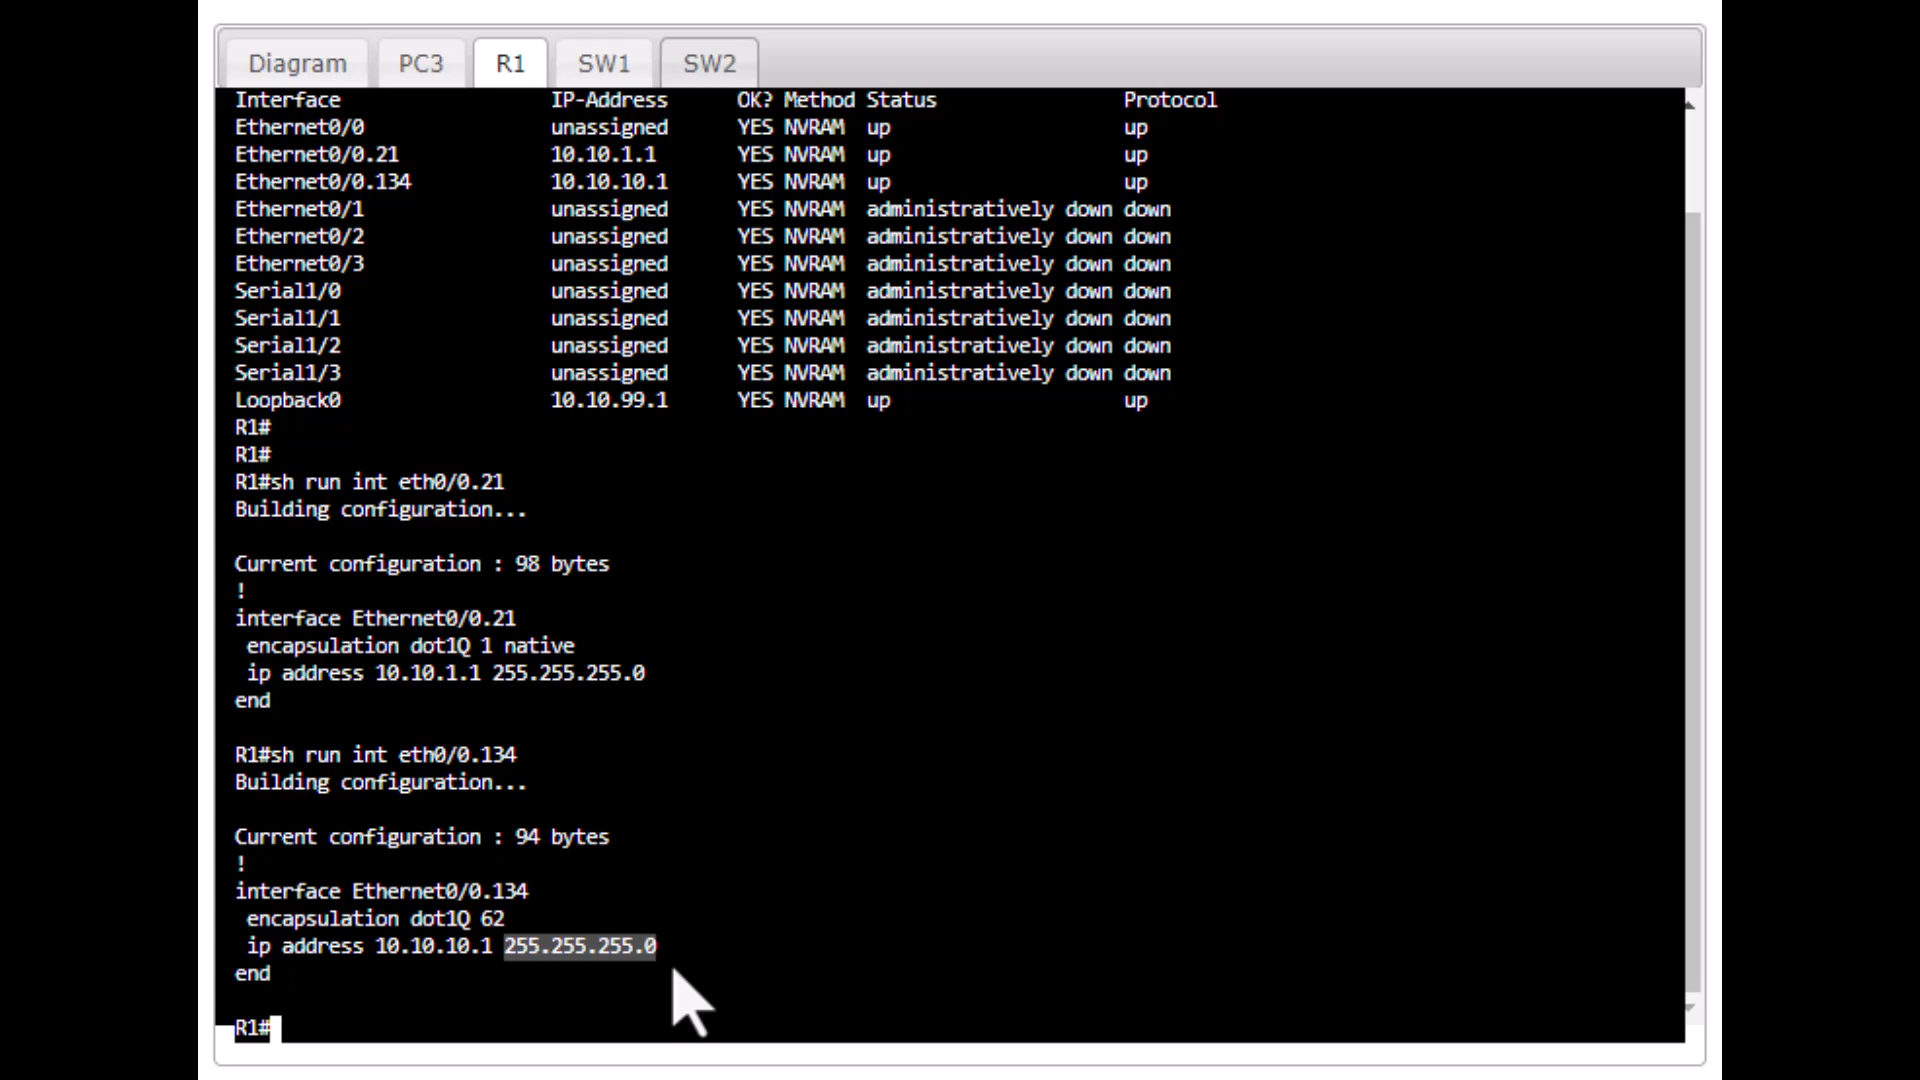 Diagram PC3 R1 SW1 SW2
Interface IP-Address OK? Method Status Protocol
Ethernet0/0 unassigned YES NVRAM up up
Ethernet0/0.21 10.10.1.1 YES NVRAM up up
Ethernet0/0.134 10.10.10.1 YES NVRAM up up
Ethernet0/1 unassigned YES NVRAM administratively down down
Ethernet0/2 unassigned YES NVRAM administratively down down
Ethernet0/3 unassigned YES NVRAM administratively down down
Serial1/0 unassigned YES NVRAM administratively down down
Serial1/1 unassigned YES NVRAM administratively down down
Serial1/2 unassigned YES NVRAM administratively down down
Serial1/3 unassigned YES NVRAM administratively down down
Loopback0 10.10.99.1 YES NVRAM up up
R1#
R1#
R1#sh run int eth0/0.21
Building configuration...
Current configuration : 98 bytes
!
interface Ethernet0/0.21
encapsulation dot1Q 1 native
ip address 10.10.1.1 255.255.255.0
end
R1#sh run int eth0/0.134
Building configuration...
Current configuration : 94 bytes
!
interface Ethernet0/0.134
encapsulation dot1Q 62
ip address 10.10.10.1 255.255.255.0
end
R1#